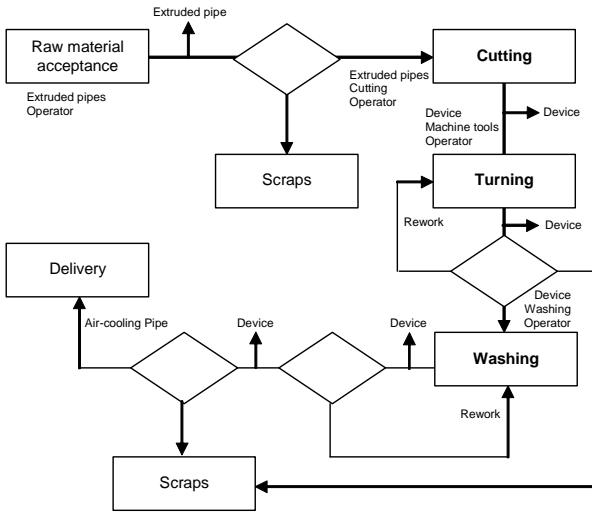 Extruded pipe
Raw material
acceptance
Extruded pipes
Operator
Extruded pipes
Cutting
Operator
Cutting
Device
Machine tools
Operator
Device
Scraps
Turning
Rework
Device
Delivery
Device
Washing
Operator
Air-cooling Pipe
Device
Device
Washing
Rework
Scraps